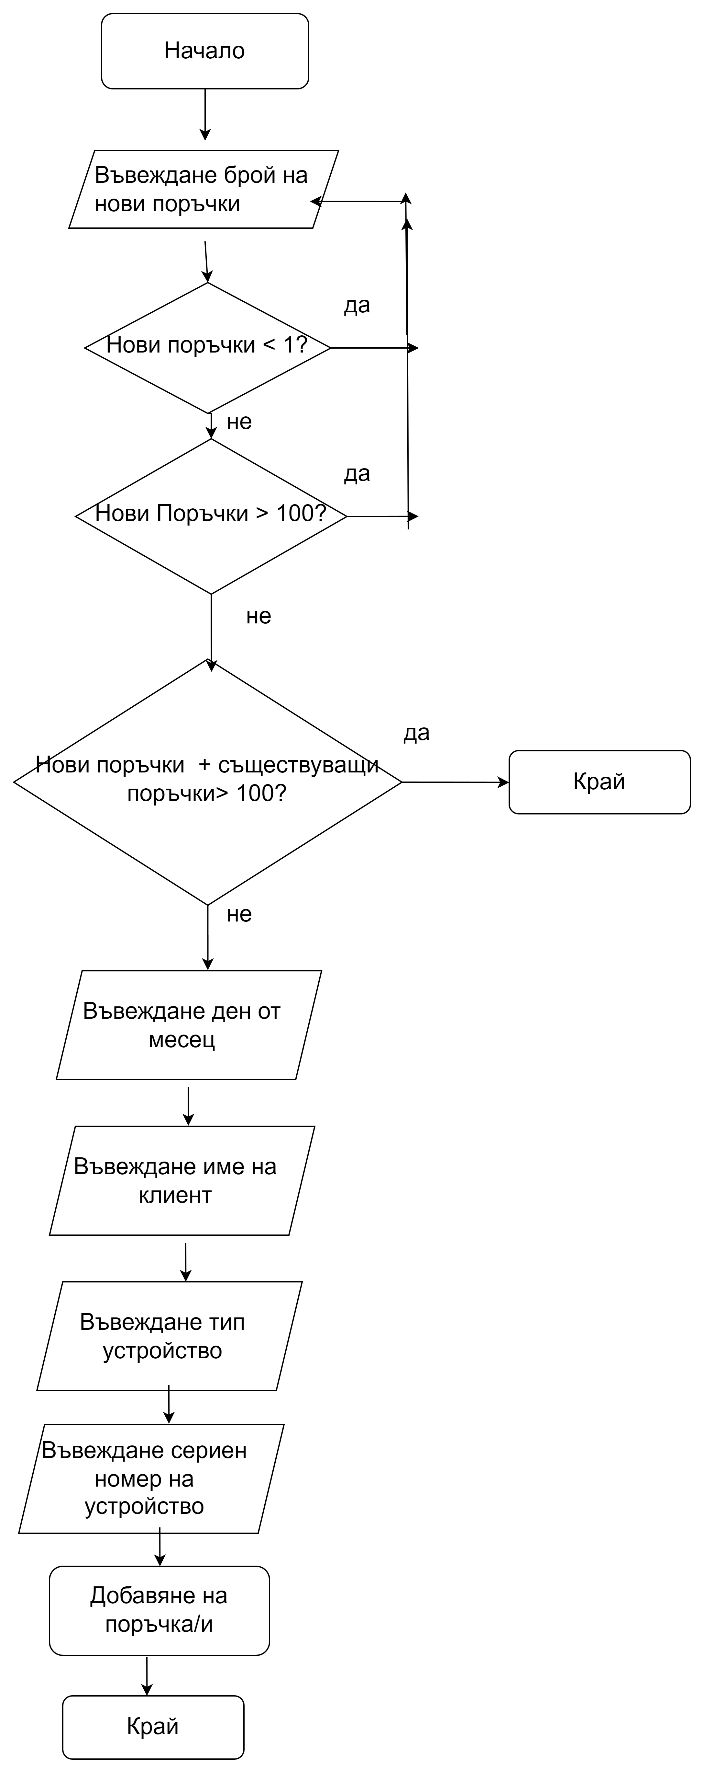 Начало
Въвеждане брой на
нови поръчки
да
Нови поръчки < 1?
не
да
Нови Поръчки > 100?
не
да
Нови поръчки + съществуващи
поръчки> 100?
Край
не
Въвеждане ден от
месец
Въвеждане име на
клиент
Въвеждане тип
устройство
Въвеждане сериен
номер на
устройство
Добавяне на
поръчка/и
Край